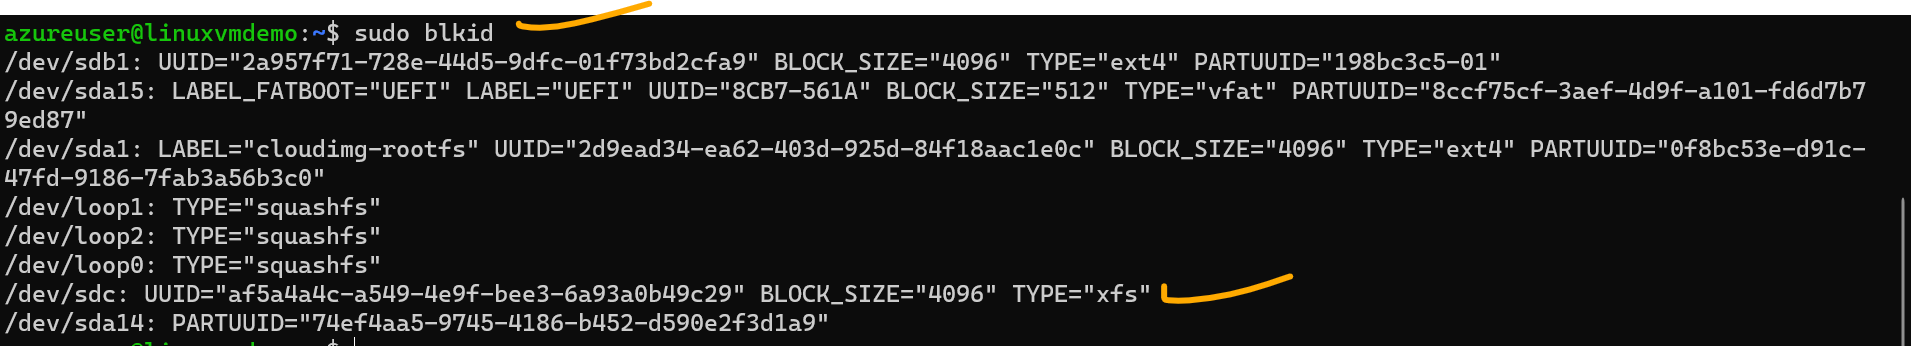 azureuser@linuxvmdemo:~$ sudo blkid
/dev/sdb1: UUID="2a957f71-728e-44d5-9dfc-01f73bd2cfa9" BLOCK_SIZE="4096" TYPE="ext4" PARTUUID="198bc3c5-01"
/dev/sda15: LABEL_FATBOOT="UEFI" LABEL="UEFI" UUID="8CB7-561A" BLOCK_SIZE="512" TYPE="vfat" PARTUUID="8ccf75cf-3aef-4d9f-a101-fd6d7b7
9ed87"
/dev/sda1: LABEL="cloudimg-rootfs" UUID="2d9ead34-ea62-403d-925d-84f18aac1e0c" BLOCK_SIZE="4096" TYPE="ext4" PARTUUID="0f8bc53e-d91c-
47fd-9186-7fab3a56b3c0"
/dev/loop1: TYPE="squashfs"
/dev/loop2: TYPE="squashfs"
/dev/loop0: TYPE="squashfs"
/dev/sdc: UUID="af5a4a4c-a549-4e9f-bee3-6a93a0b49c29" BLOCK_SIZE="4096" TYPE="xfs"
/dev/sda14: PARTUUID="74ef4aa5-9745-4186-b452-d590e2f3d1a9"